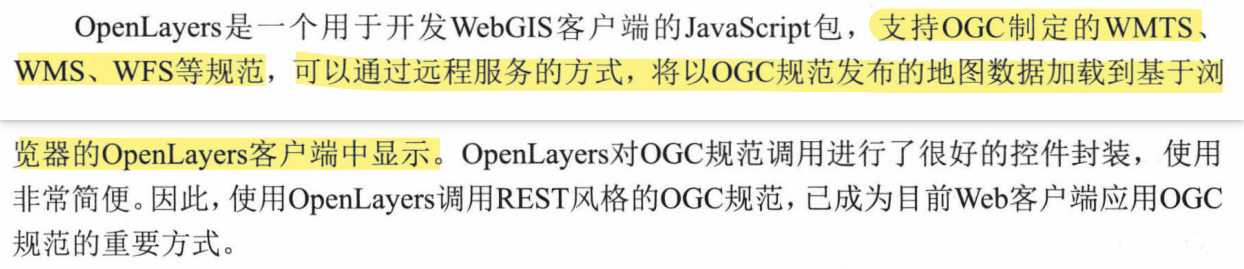 OpenLayers是一个用于开发WebGIS客户端的JavaScript包，支持OGC制定的WMTS、
WMS、WFS等规范，可以通过远程服务的方式，将以OGC规范发布的地图数据加载到基于浏
览器的OpenLayers客户端中显示。OpenLayers对OGC规范调用进行了很好的控件封装，使用
非常简便。因此，使用OpenLayers调用REST风格的OGC规范，已成为目前Web客户端应用OGC
规范的重要方式。